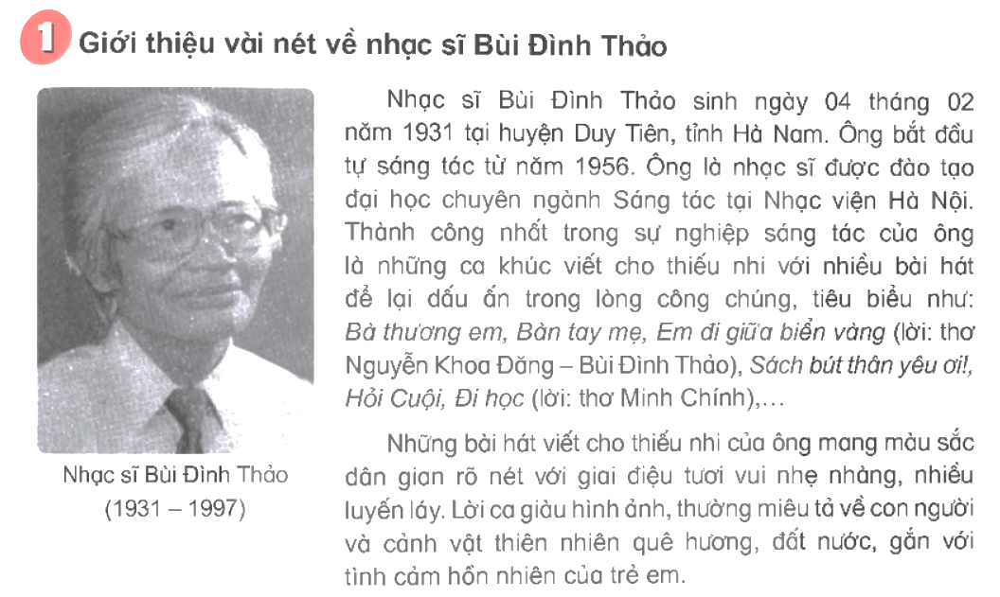 1 Giới thiệu vài nét về nhạc sĩ Bùi Đình Thảo
Nhạc sĩ Bùi Đình Thảo sinh ngày 04 tháng 02
năm 1931 tại huyện Duy Tiên, tỉnh Hà Nam. Ông bắt đầu
tự sáng tác từ năm 1956. Ông là nhạc sĩ được đào tạo
đại học chuyên ngành Sáng tác tại Nhạc viện Hà Nội.
Thành công nhất trong sự nghiệp sáng tác của ông
là những ca khúc viết cho thiếu nhi với nhiều bài hát
để lại dấu ấn trong lòng công chúng, tiêu biểu như:
Bà thương em, Bàn tay mẹ, Em đi giữa biển vàng (lời: thơ
Nguyễn Khoa Đăng – Bùi Đình Thảo), Sách bút thân yêu ơi!,
Hỏi Cuội, Đi học (lời: thơ Minh Chính),...
Những bài hát viết cho thiếu nhi của ông mang màu sắc
dân gian rõ nét với giai điệu tươi vui nhẹ nhàng, nhiều
luyến láy. Lời ca giàu hình ảnh, thường miêu tả về con người
và cảnh vật thiên nhiên quê hương, đất nước, gắn với
tình cảm hồn nhiên của trẻ em.
Nhạc sĩ Bùi Đình Thảo
(1931 – 1997)